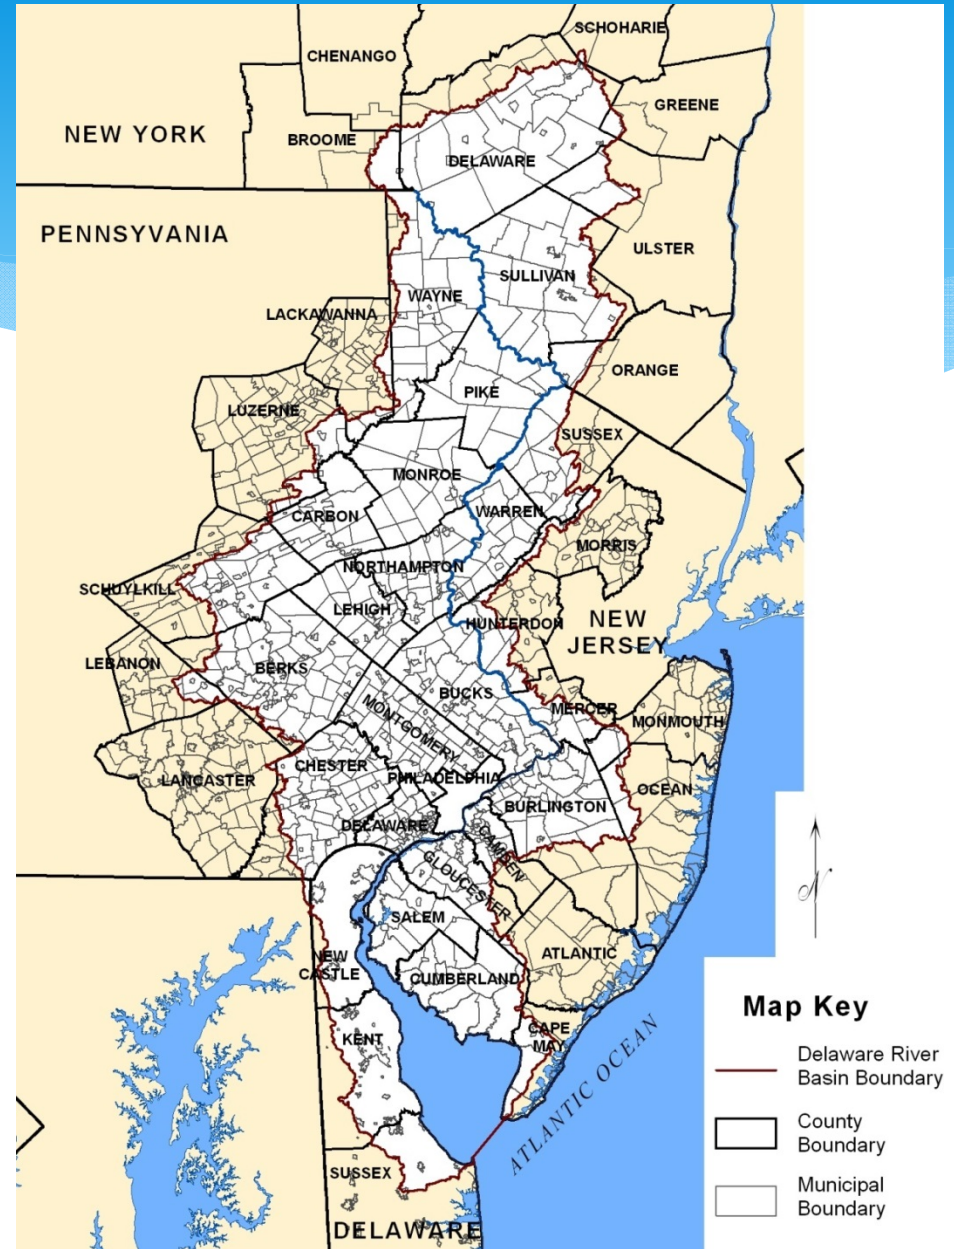 SCHOHARIE
CHENANGO
GREENE
NEW YORK
BROOME
DELAWARE
PENNSYVANIA
ULSTER
SULLIVAN
WAYNE
LACKAWANNA
ORANGE
PIKE
LUZERNE
SUSSEX
MONROE
WARREN
CARBON
MORRIS
NORTHAMPTON
SCHUYLKILL
LEHIGH
HUNTERDON
NEW
JERSEY
LEBANON
BERKS
BUCKS
MERCER
MONTGOMERY
MONMOUTH
CHESTER
PHILADELPHIA
LANCASTER
OCEAN
BURLINGTON
DELAWARE
CAMDEN
GLOUCESTER
N
SALEM
ATLANTIC
NEW
CASTLE
CUMBERLAND
Map Key
CAPE
MAY
KENT
ATLANTIC OCEAN
Delaware River
Basin Boundary
County
Boundary
SUSSEX
Municipal
Boundary
DELAWARE